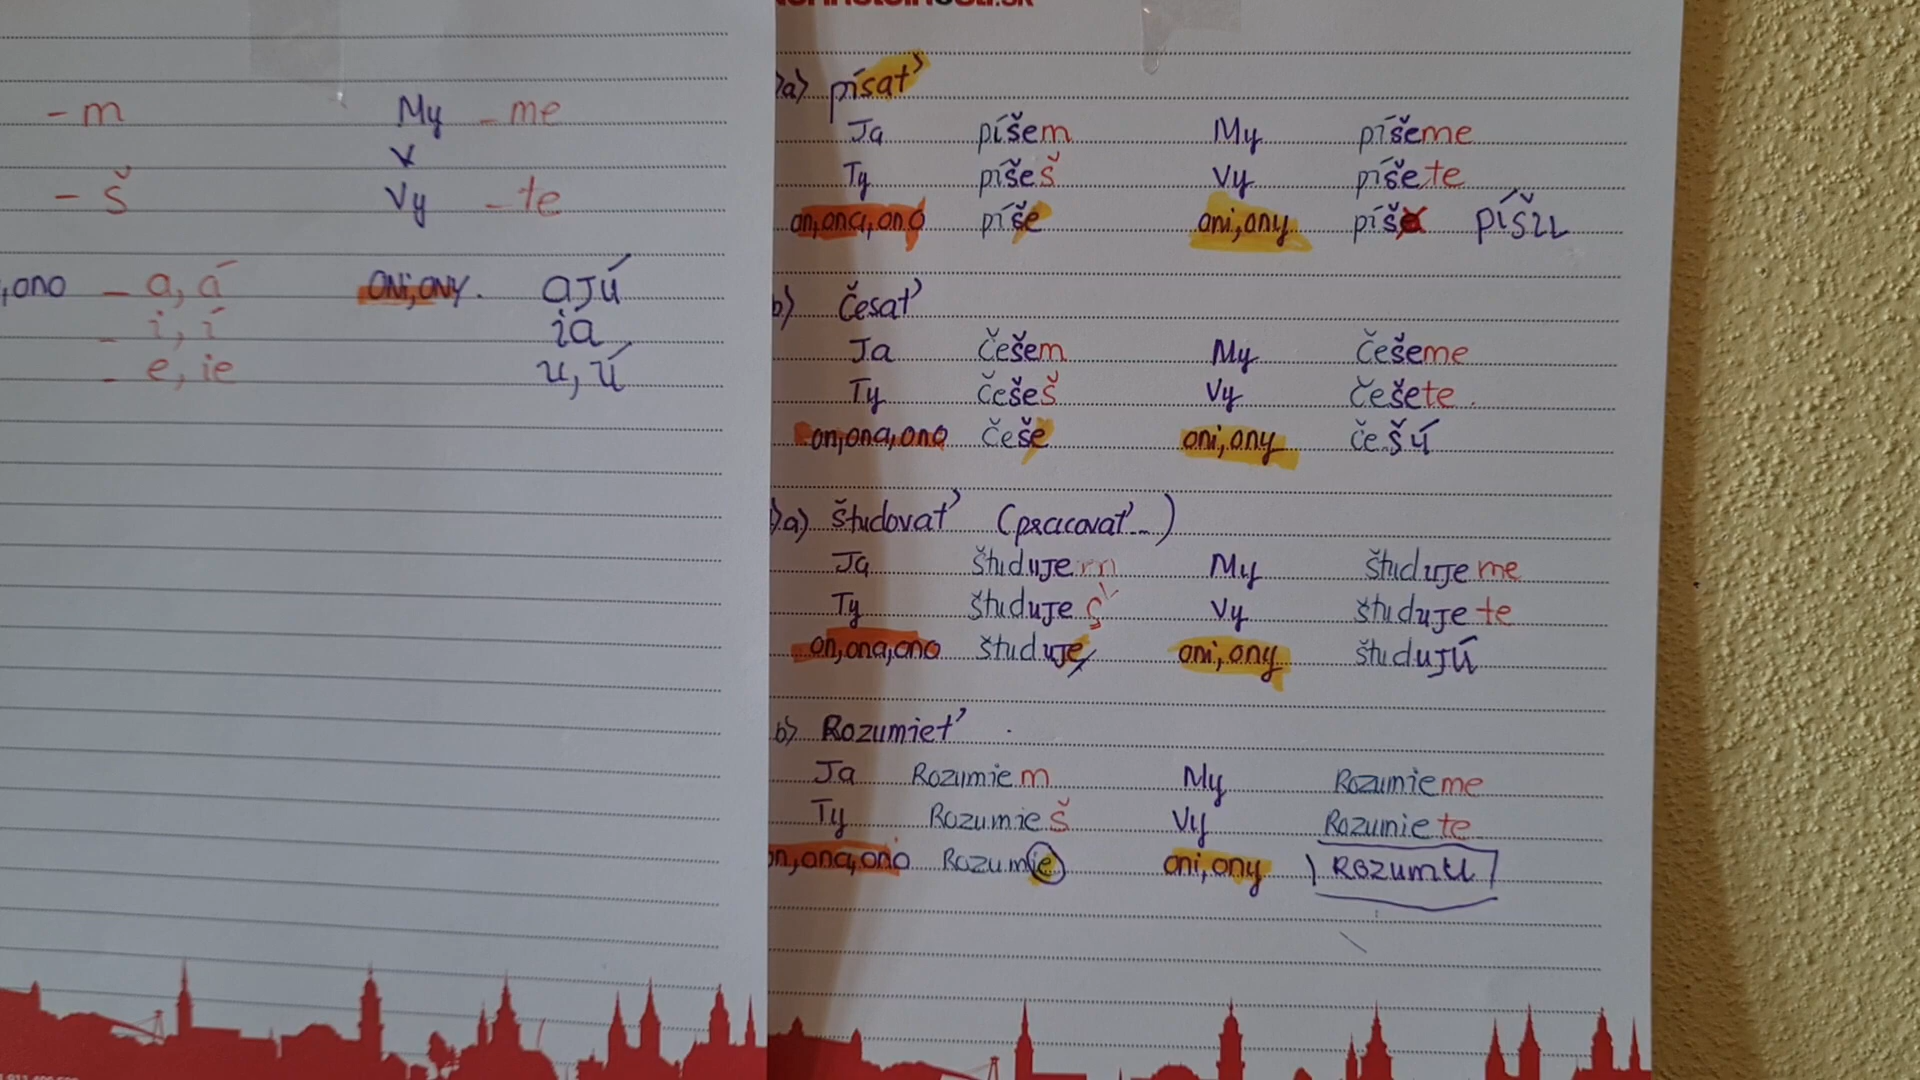 - m My - me
v
- š Vy - te
,ono - a, á oni,ony. ajú
- i, í ia
- e, ie u, ú
a) písať
Ja píšem My píšeme
Ty píšeš Vy píšete
on,ona,ono píše oni,ony píš píšu
b) Česať
Ja Češem My Češeme
Ty Češeš Vy Češete.
on,ona,ono Češe oni,ony češú
a) študovať (pracovať...)
Ja študujem My študujeme
Ty študuješ Vy študujete
on,ona,ono študuje oni,ony študujú
b) Rozumieť
Ja Rozumiem My Rozumieme
Ty Rozumieš Vy Rozumiete
on,ona,ono Rozumie oni,ony Rozumu